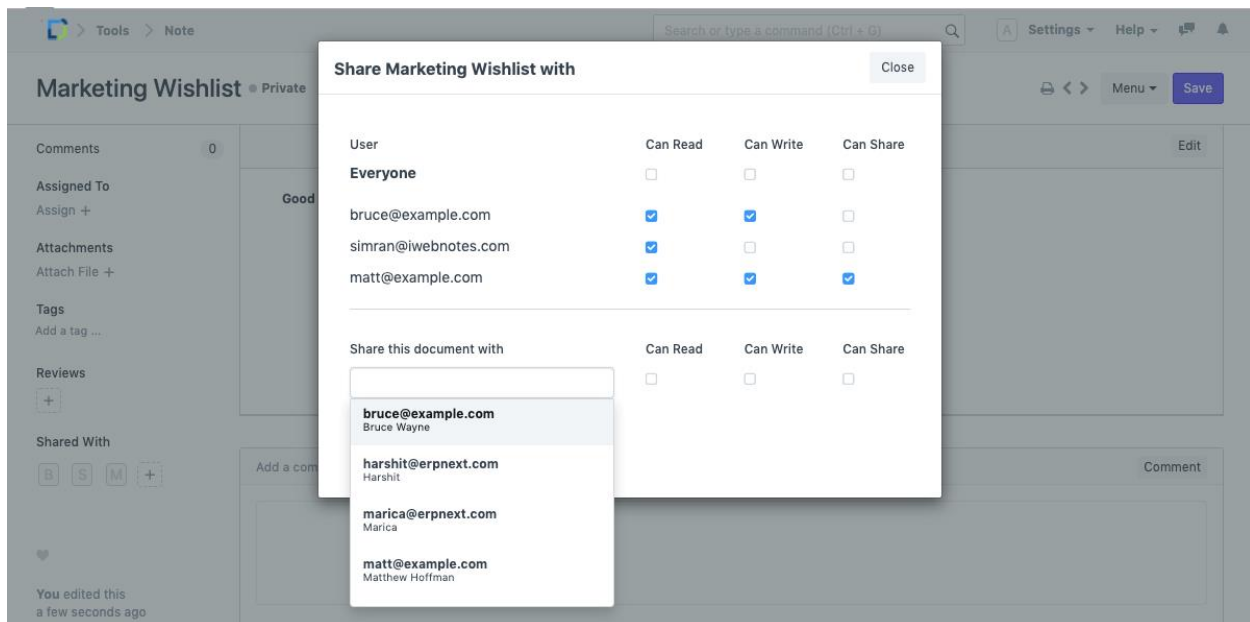 Tools > Note
Search or type a command (Ctrl + G)
A Settings Help
Marketing Wishlist Private
Menu Save
Comments 0
Assigned To
Assign +
Attachments
Attach File +
Tags
Add a tag ...
Reviews
+
Shared With
B S M +
You edited this
a few seconds ago
Edit
Good
Add a com
Comment
Share Marketing Wishlist with Close
User Can Read Can Write Can Share
Everyone
bruce@example.com
simran@iwebnotes.com
matt@example.com
Share this document with Can Read Can Write Can Share
bruce@example.com
Bruce Wayne
harshit@erpnext.com
Harshit
marica@erpnext.com
Marica
matt@example.com
Matthew Hoffman